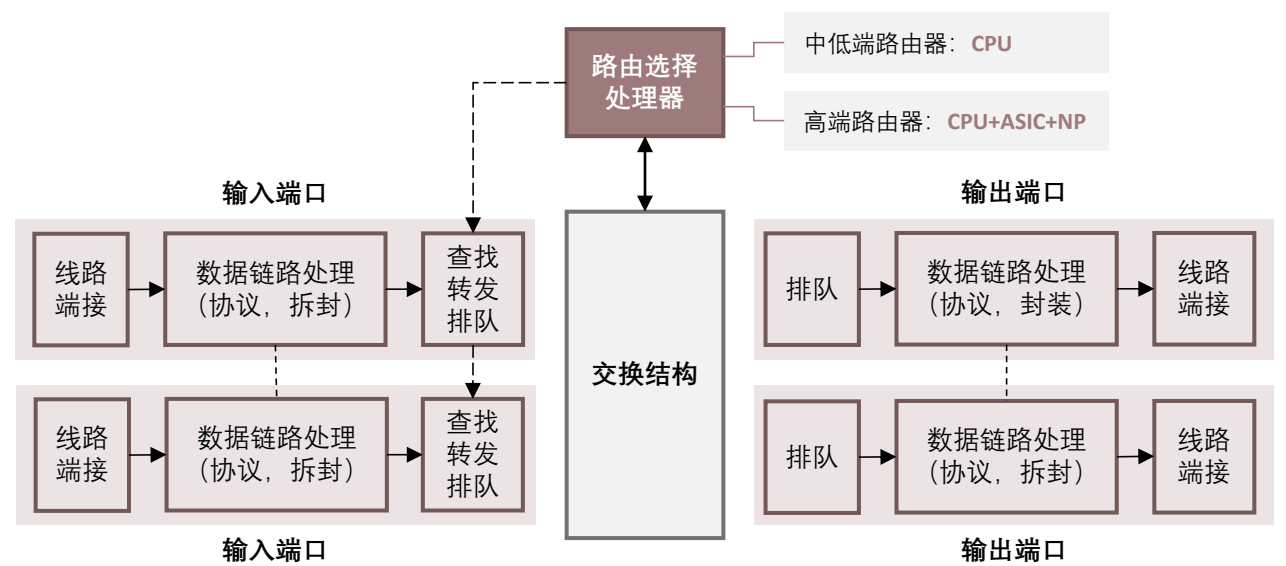 路由选择
处理器
中低端路由器：CPU
高端路由器：CPU+ASIC+NP
输入端口
线路
端接
数据链路处理
（协议，拆封）
查找
转发
排队
线路
端接
数据链路处理
（协议，拆封）
查找
转发
排队
输入端口
交换结构
输出端口
排队
数据链路处理
（协议，封装）
线路
端接
排队
数据链路处理
（协议，拆封）
线路
端接
输出端口